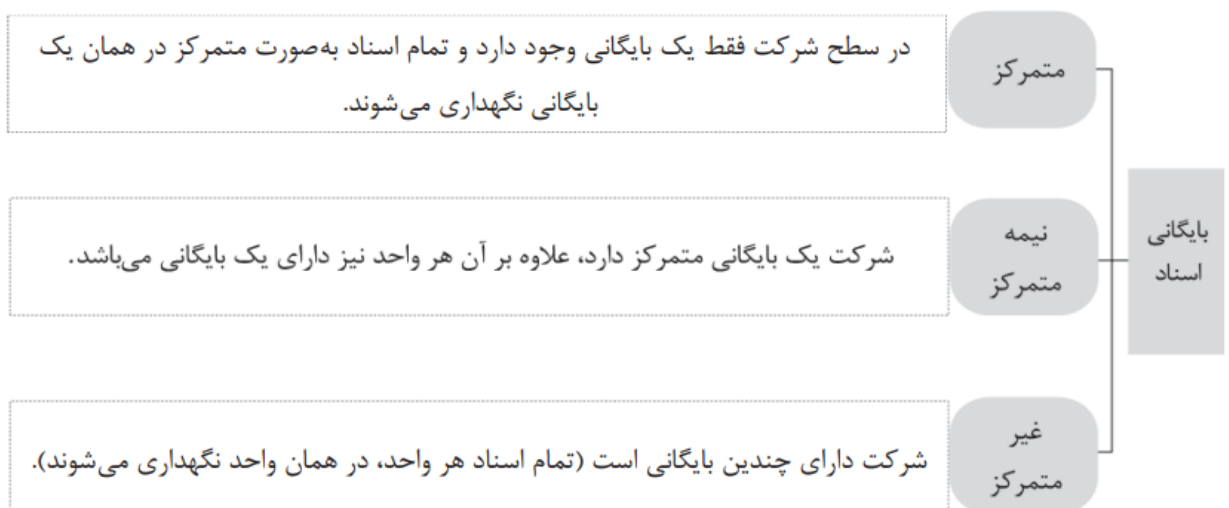 بایگانی
اسناد
متمرکز
در سطح شرکت فقط یک بایگانی وجود دارد و تمام اسناد به‌صورت متمرکز در همان یک
بایگانی نگهداری می‌شوند.
نیمه
متمرکز
شرکت یک بایگانی متمرکز دارد، علاوه بر آن هر واحد نیز دارای یک بایگانی می‌باشد.
غیر
متمرکز
شرکت دارای چندین بایگانی است (تمام اسناد هر واحد، در همان واحد نگهداری می‌شوند).